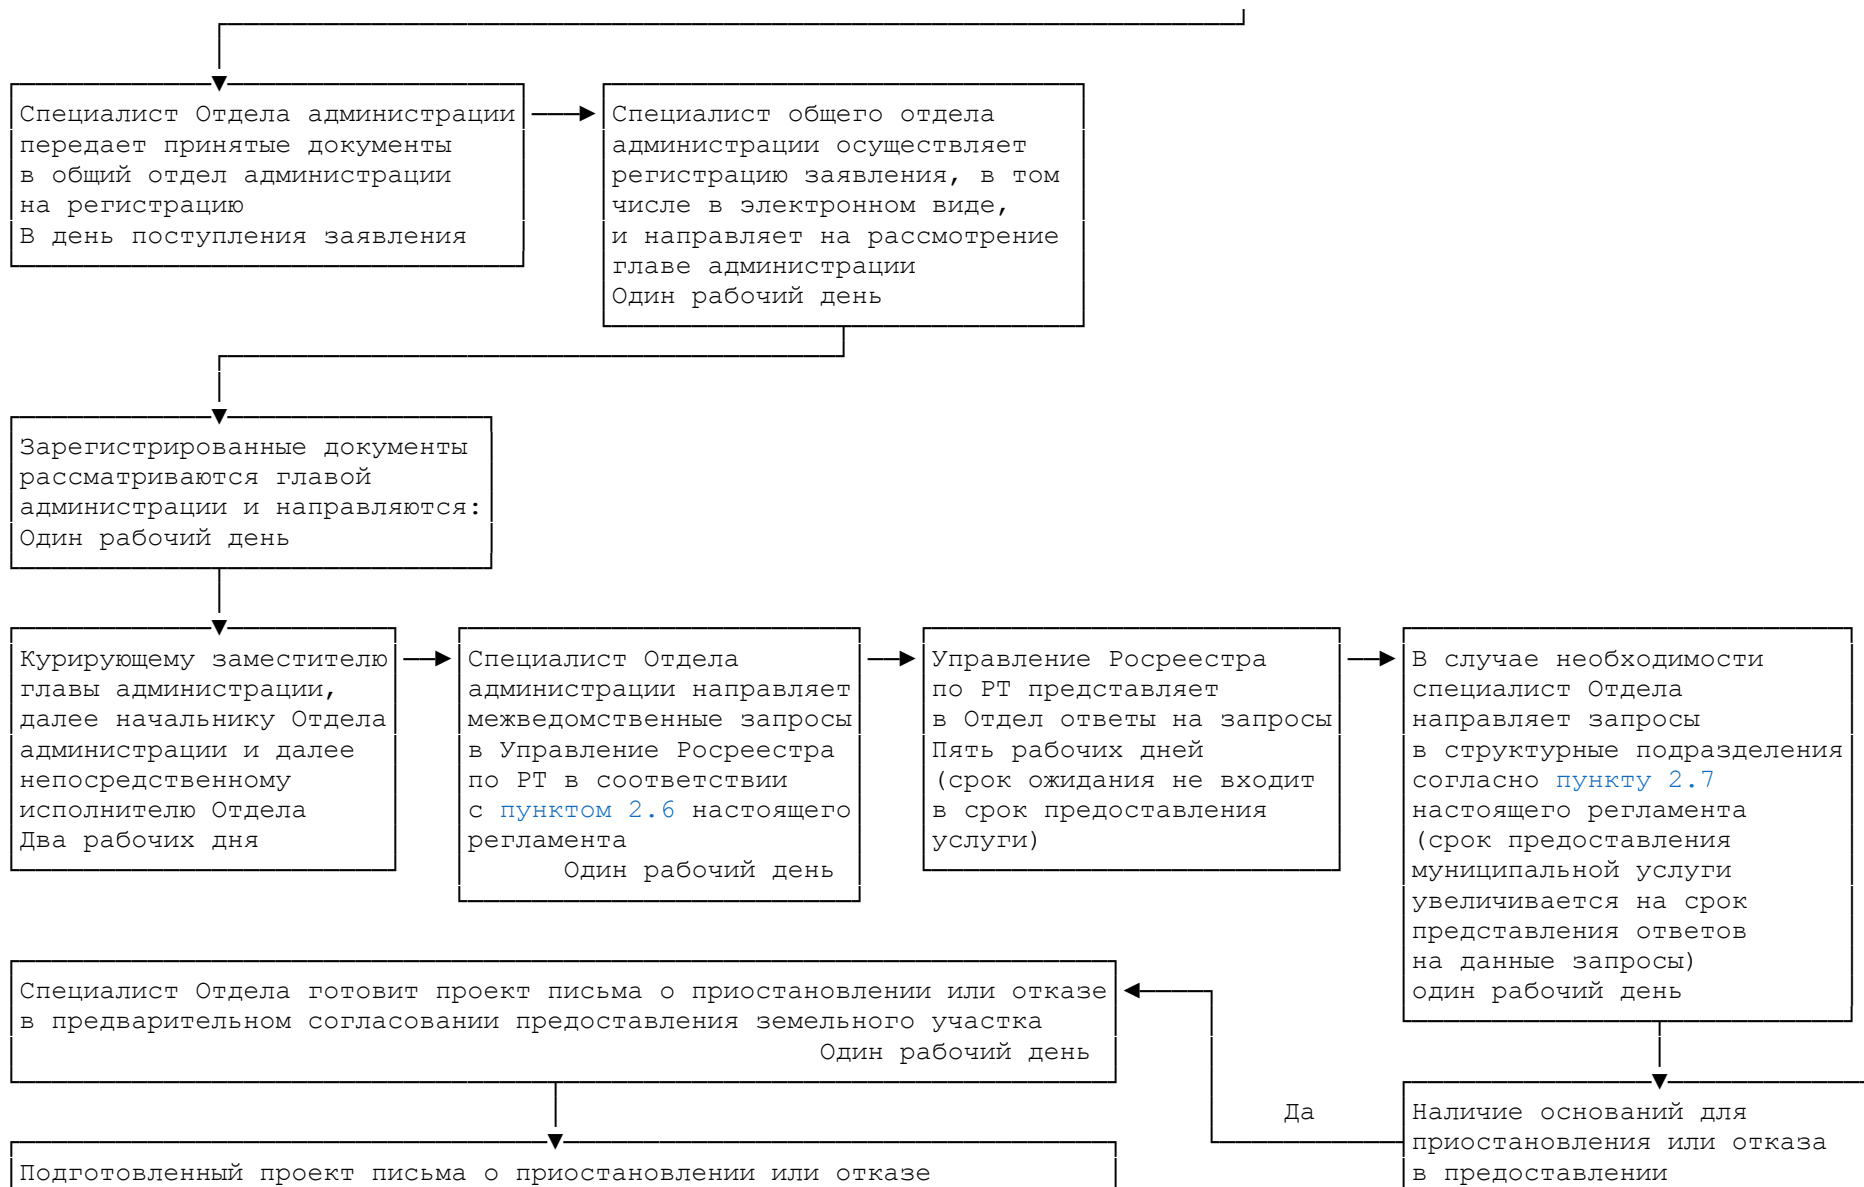 Специалист Отдела администрации
передает принятые документы
в общий отдел администрации
на регистрацию
В день поступления заявления
Специалист общего отдела
администрации осуществляет
регистрацию заявления, в том
числе в электронном виде,
и направляет на рассмотрение
главе администрации
Один рабочий день
Зарегистрированные документы
рассматриваются главой
администрации и направляются:
Один рабочий день
Курирующему заместителю
главы администрации,
далее начальнику Отдела
администрации и далее
непосредственному
исполнителю Отдела
Два рабочих дня
Специалист Отдела
администрации направляет
межведомственные запросы
в Управление Росреестра
по РТ в соответствии
с пунктом 2.6 настоящего
регламента
Один рабочий день
Управление Росреестра
по РТ представляет
в Отдел ответы на запросы
Пять рабочих дней
(срок ожидания не входит
в срок предоставления
услуги)
В случае необходимости
специалист Отдела
направляет запросы
в структурные подразделения
согласно пункту 2.7
настоящего регламента
(срок предоставления
муниципальной услуги
увеличивается на срок
представления ответов
на данные запросы)
один рабочий день
Специалист Отдела готовит проект письма о приостановлении или отказе
в предварительном согласовании предоставления земельного участка
Один рабочий день
Да
Наличие оснований для
приостановления или отказа
в предоставлении
Подготовленный проект письма о приостановлении или отказе